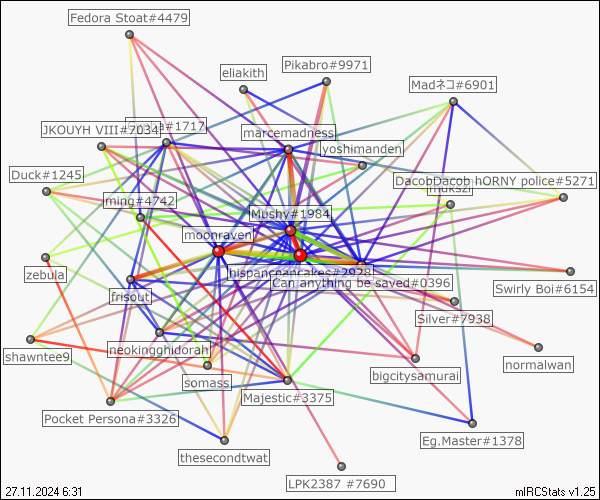 Fedora Stoat#4479
eliakith
Pikabro#9971
Madネコ#6901
JKOUYH VIII#7034
#1717
marcemadness
yoshimanden
Duck#1245
DacobDacob hORNY police#5271
ming#4742
Mushy#1984
moonraven
zebula
hispancpancakes#2928
Can anything be saved#0396
Swirly Boi#6154
frisout
Silver#7938
shawntee9
neokingghidorah
normalwan
somass
bigcitysamurai
Majestic#3375
Pocket Persona#3326
Eg.Master#1378
thesecondtwat
LPK2387 #7690
27.11.2024 6:31
mIRCStats v1.25